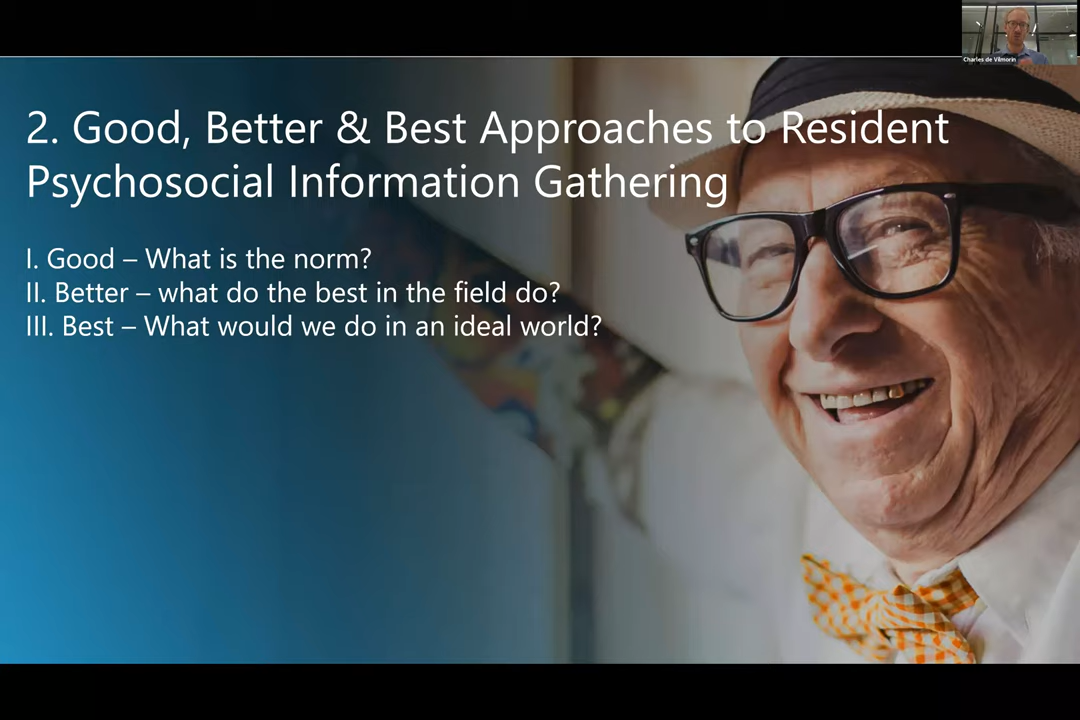 Charles de Vilmorin
2. Good, Better & Best Approaches to Resident
Psychosocial Information Gathering
I. Good – What is the norm?
II. Better – what do the best in the field do?
III. Best – What would we do in an ideal world?